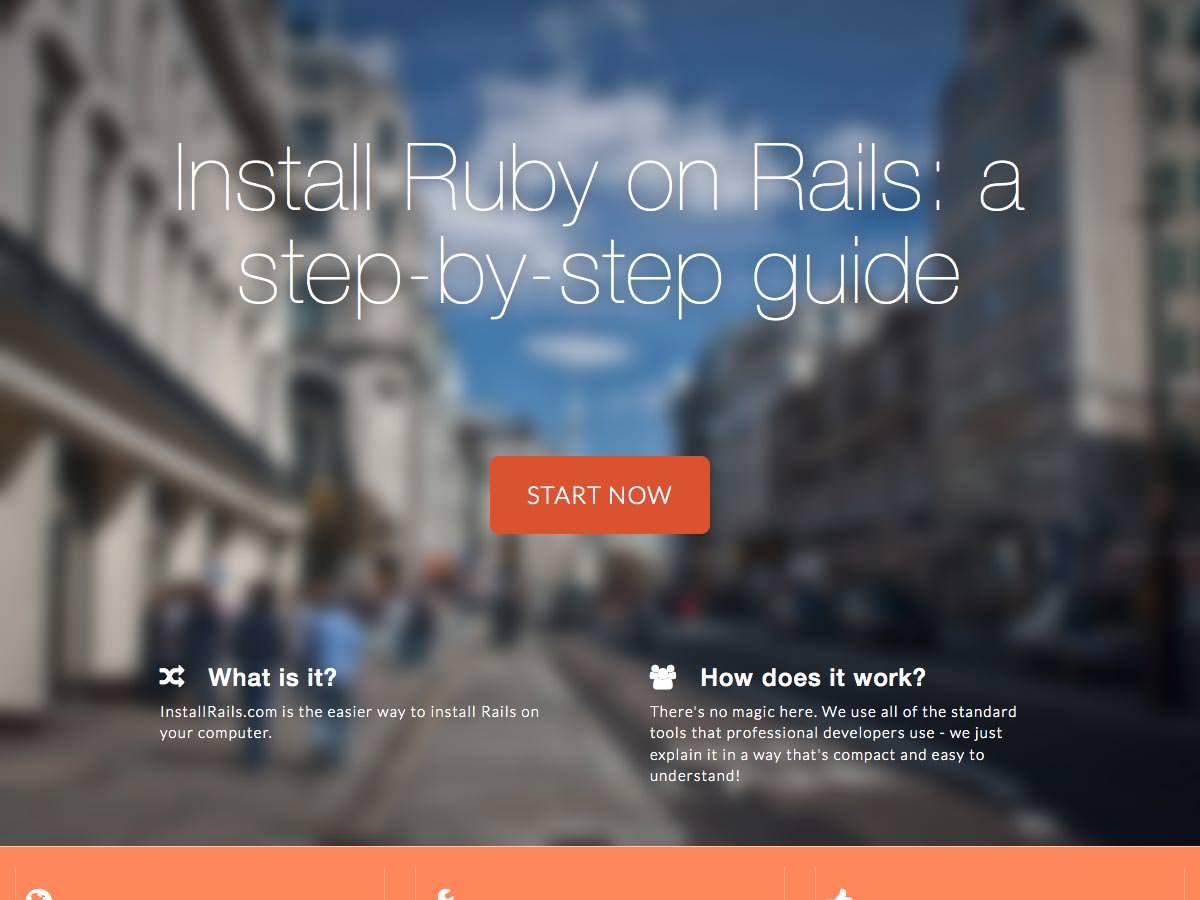 Install Ruby on Rails: a
step-by-step guide
START NOW
What is it?
InstallRails.com is the easier way to install Rails on
your computer.
How does it work?
There's no magic here. We use all of the standard
tools that professional developers use - we just
explain it in a way that's compact and easy to
understand!